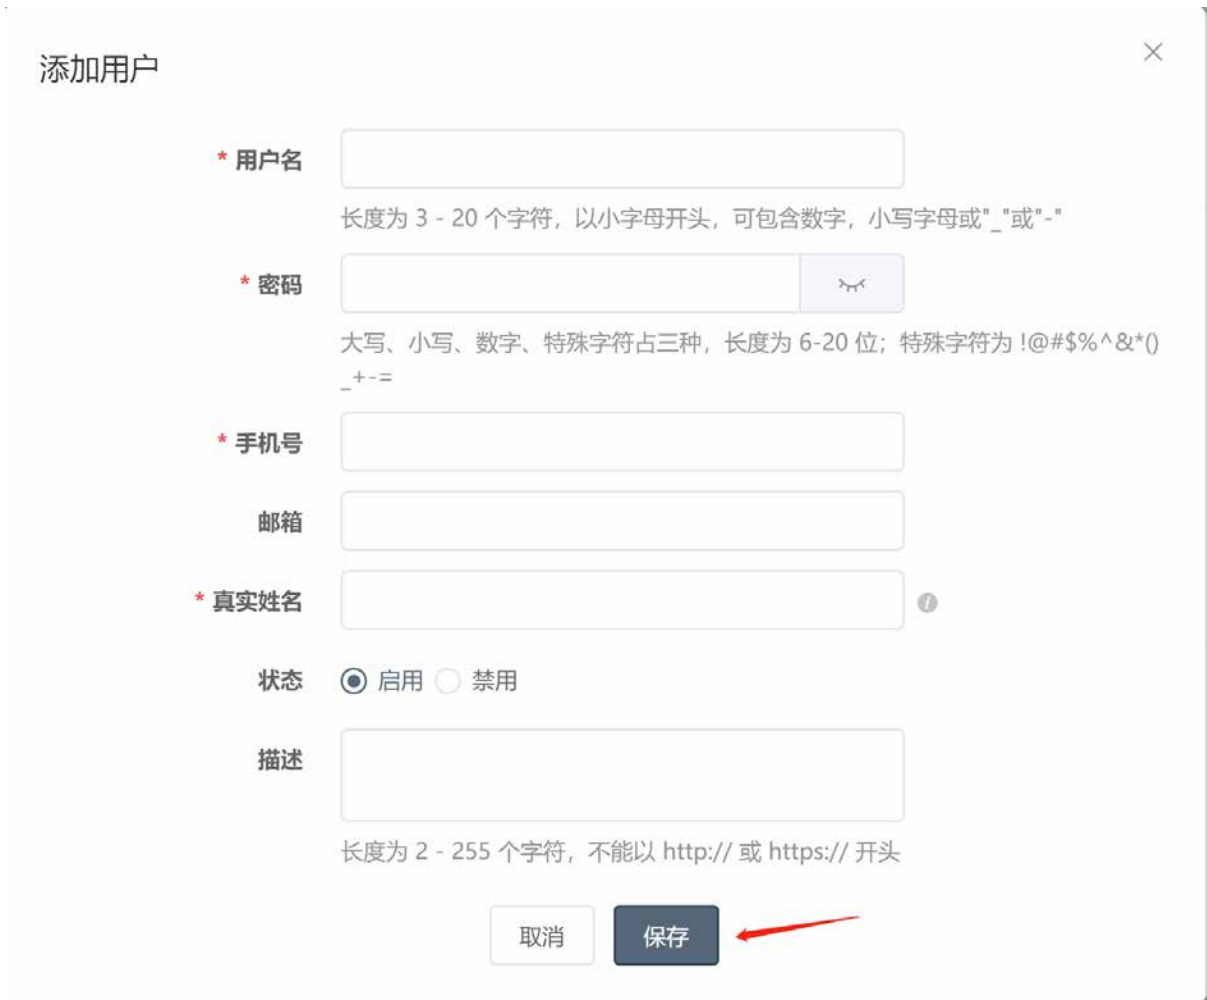 添加用户
* 用户名
长度为 3 - 20 个字符，以小字母开头，可包含数字，小写字母或"_"或"-"
* 密码
大写、小写、数字、特殊字符占三种，长度为 6-20 位；特殊字符为 !@#$%^&*()
_+-=
* 手机号
邮箱
* 真实姓名
状态 启用 禁用
描述
长度为 2 - 255 个字符，不能以 http:// 或 https:// 开头
取消 保存